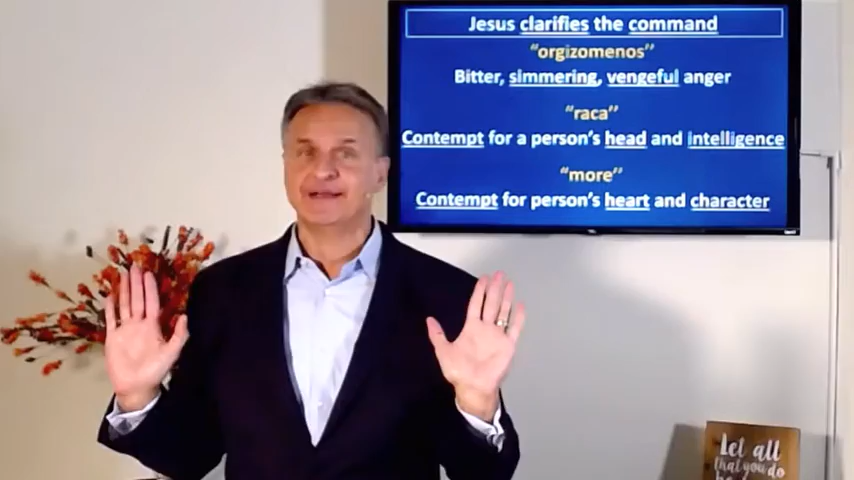 Jesus clarifies the command
“orgizomenos”
Bitter, simmering, vengeful anger
“raca”
Contempt for a person’s head and intelligence
“more”
Contempt for person’s heart and character
Let all
that you do